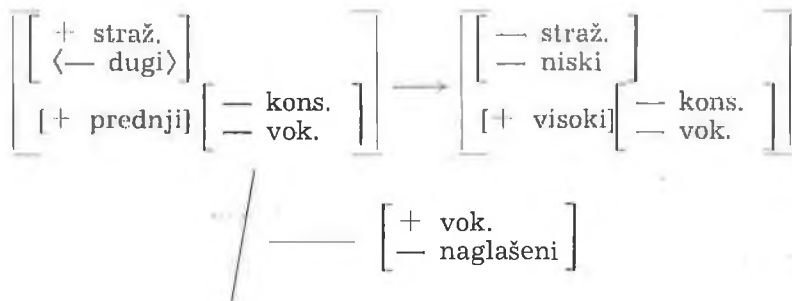 + straž. — straž.
⟨— dugi⟩ — niski
[+ prednji] — kons. → [+ visoki] — kons.
— vok. — vok.
/ —— + vok.
— naglašeni